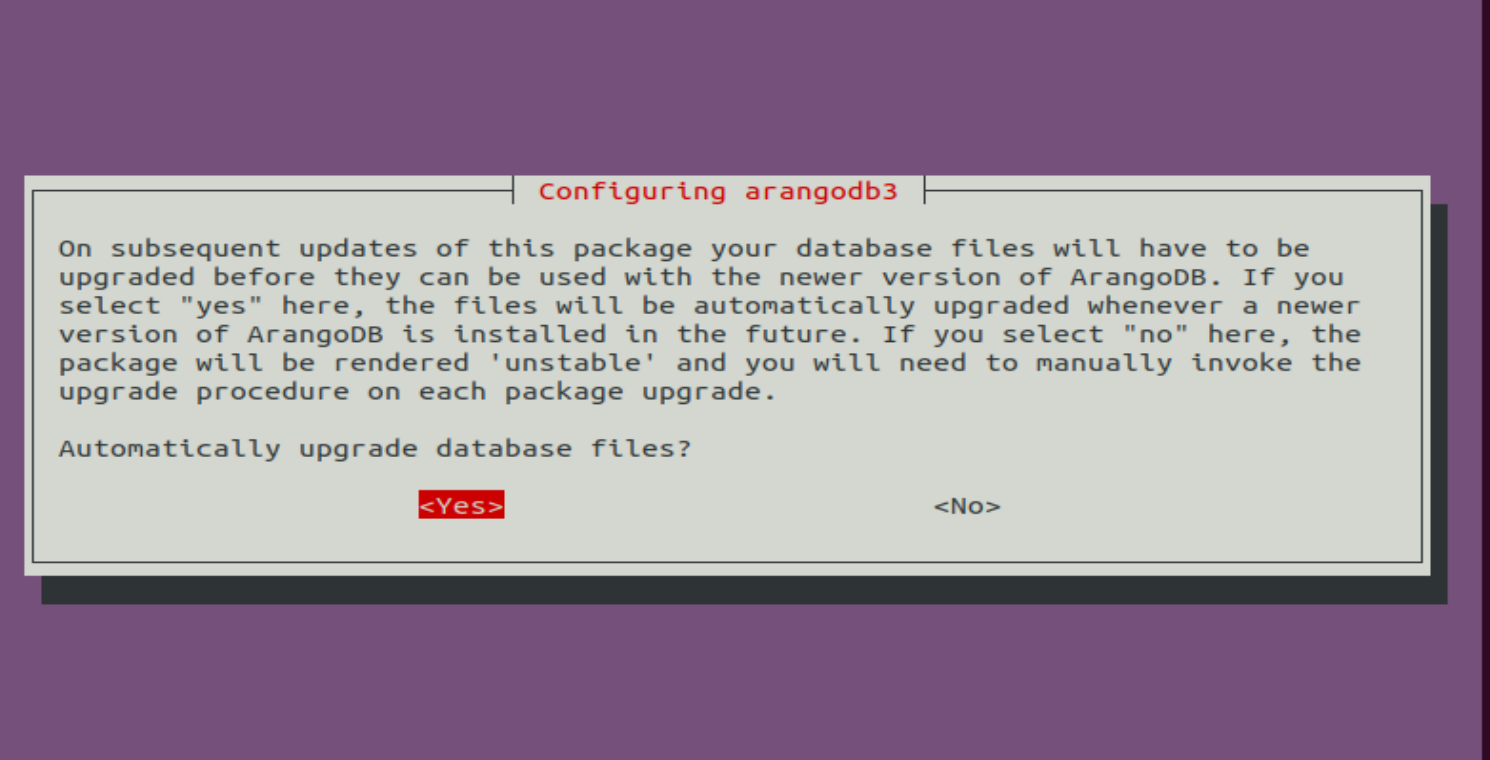 Configuring arangodb3
On subsequent updates of this package your database files will have to be
upgraded before they can be used with the newer version of ArangoDB. If you
select "yes" here, the files will be automatically upgraded whenever a newer
version of ArangoDB is installed in the future. If you select "no" here, the
package will be rendered 'unstable' and you will need to manually invoke the
upgrade procedure on each package upgrade.
Automatically upgrade database files?
<Yes> <No>